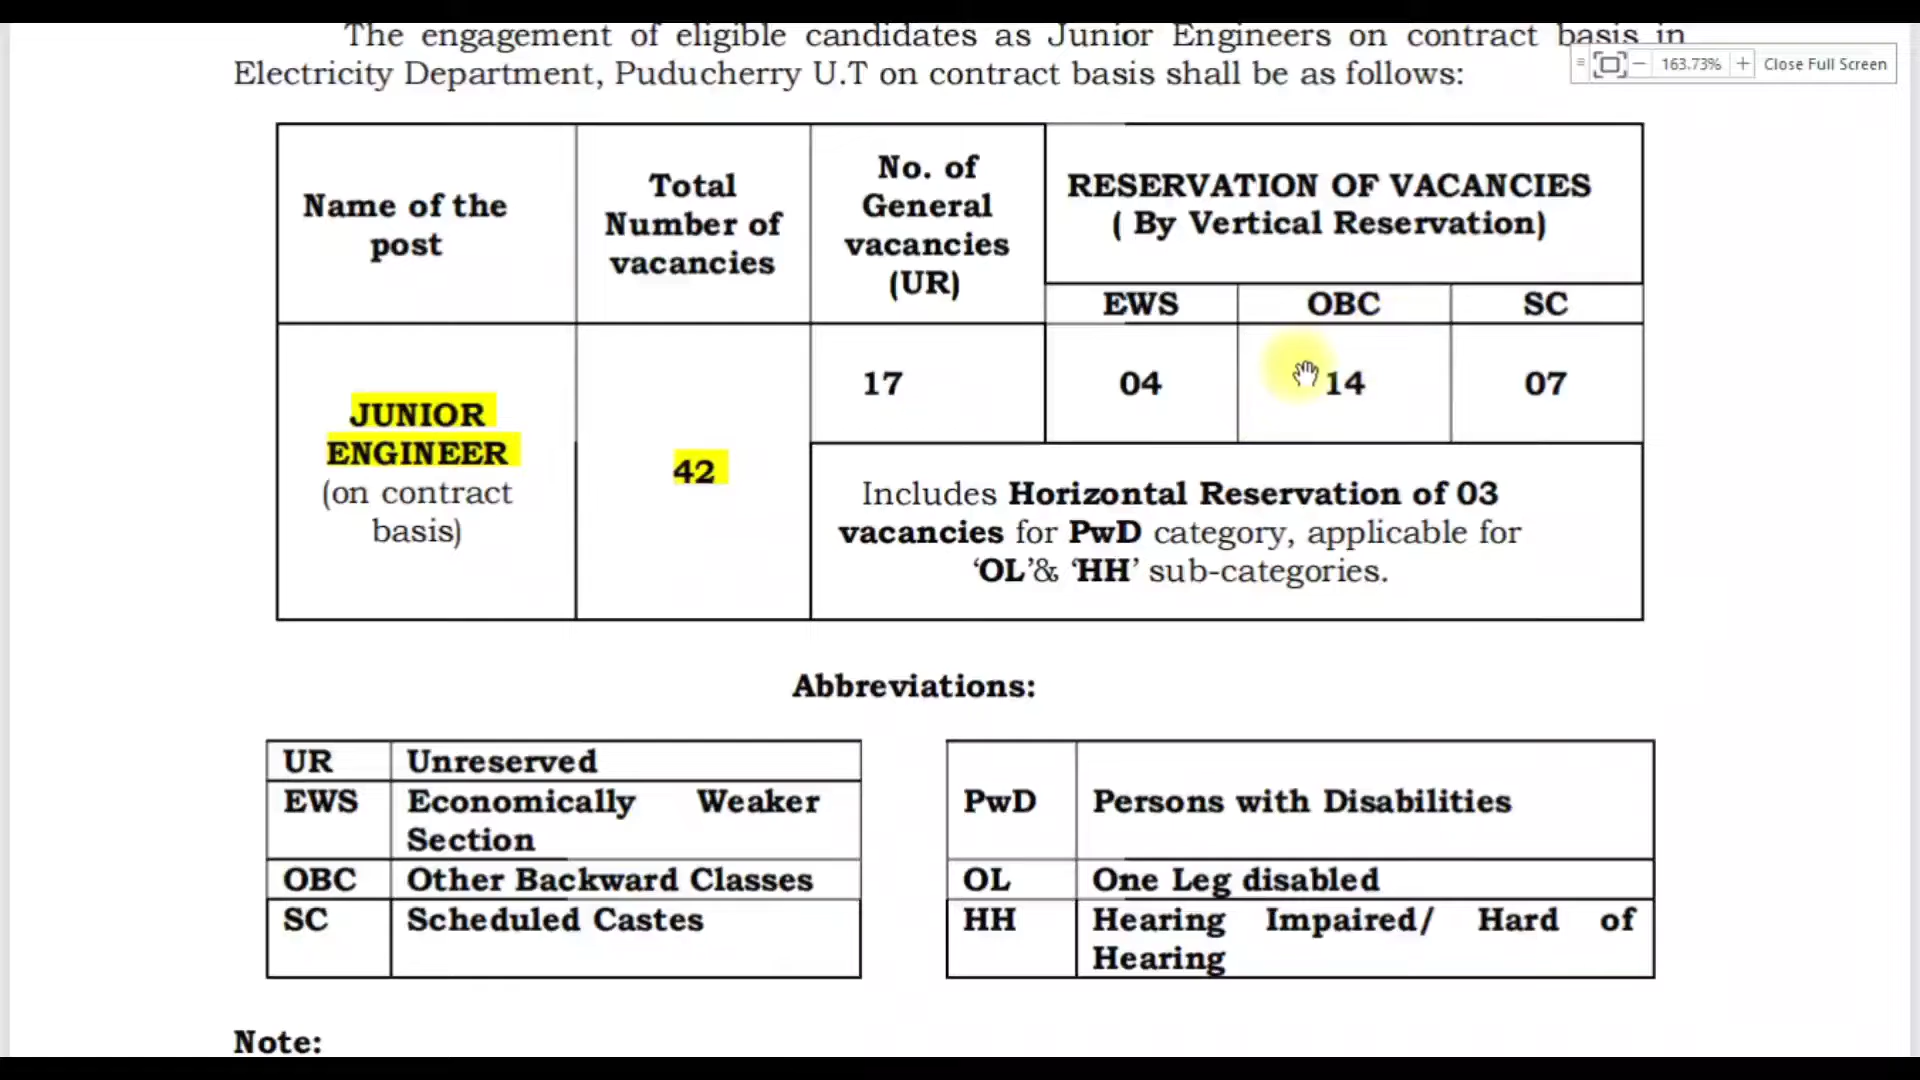 The engagement of eligible candidates as Junior Engineers on contract basis in
Electricity Department, Puducherry U.T on contract basis shall be as follows:
163.73%
Close Full Screen
Name of the
post
Total
Number of
vacancies
No. of
General
vacancies
(UR)
RESERVATION OF VACANCIES
( By Vertical Reservation)
EWS
OBC
SC
JUNIOR
ENGINEER
(on contract
basis)
42
17
04
14
07
Includes Horizontal Reservation of 03
vacancies for PwD category, applicable for
‘OL’& ‘HH’ sub-categories.
Abbreviations:
UR
Unreserved
EWS
Economically Weaker
Section
OBC
Other Backward Classes
SC
Scheduled Castes
PwD
Persons with Disabilities
OL
One Leg disabled
HH
Hearing Impaired/ Hard of
Hearing
Note: